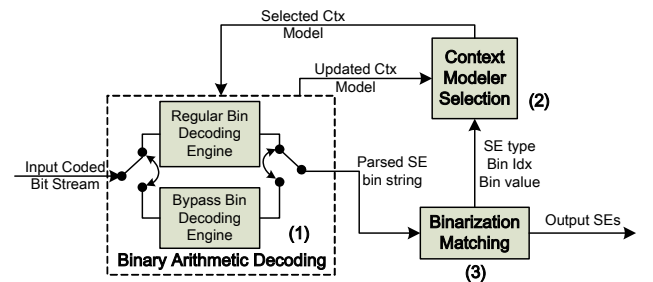 Selected Ctx
Model
Context
Modeler
Selection
(2)
Updated Ctx
Model
Regular Bin
Decoding
Engine
Input Coded
Bit Stream
Bypass Bin
Decoding
Engine
(1)
Binary Arithmetic Decoding
Parsed SE
bin string
SE type
Bin Idx
Bin value
Binarization
Matching
(3)
Output SEs